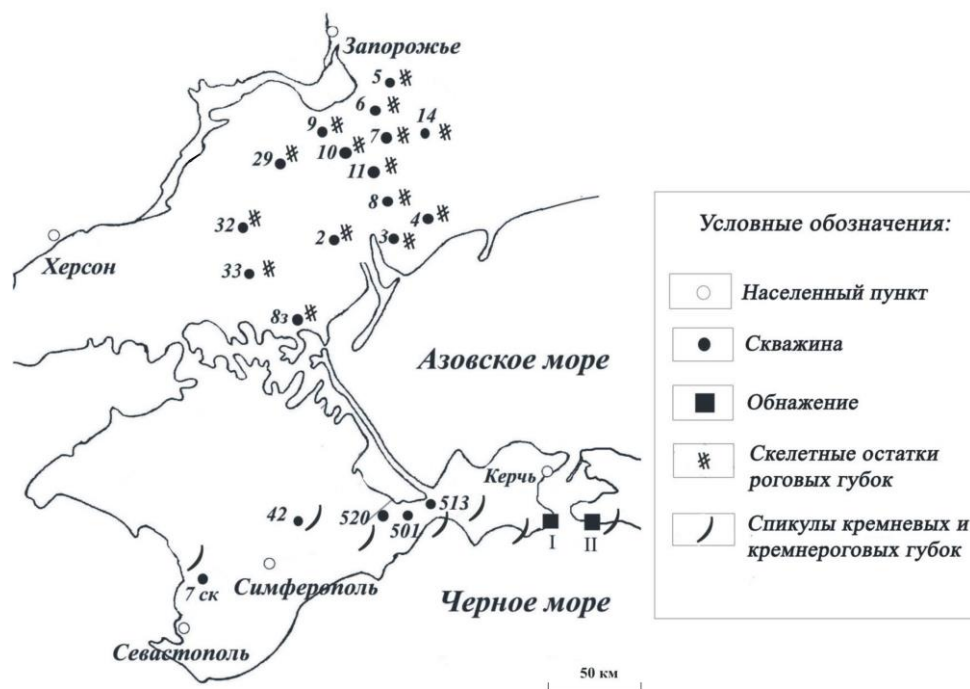 Запорожье
5
6
14
9
7
10
29
11
8
4
32
2
3
Херсон
33
8з
Азовское море
Керчь
513
42
520
501
I
II
Симферополь
7 ск
Черное море
Севастополь
50 км
Условные обозначения:
Населенный пункт
Скважина
Обнажение
Скелетные остатки
роговых губок
Спикулы кремневых и
кремнероговых губок